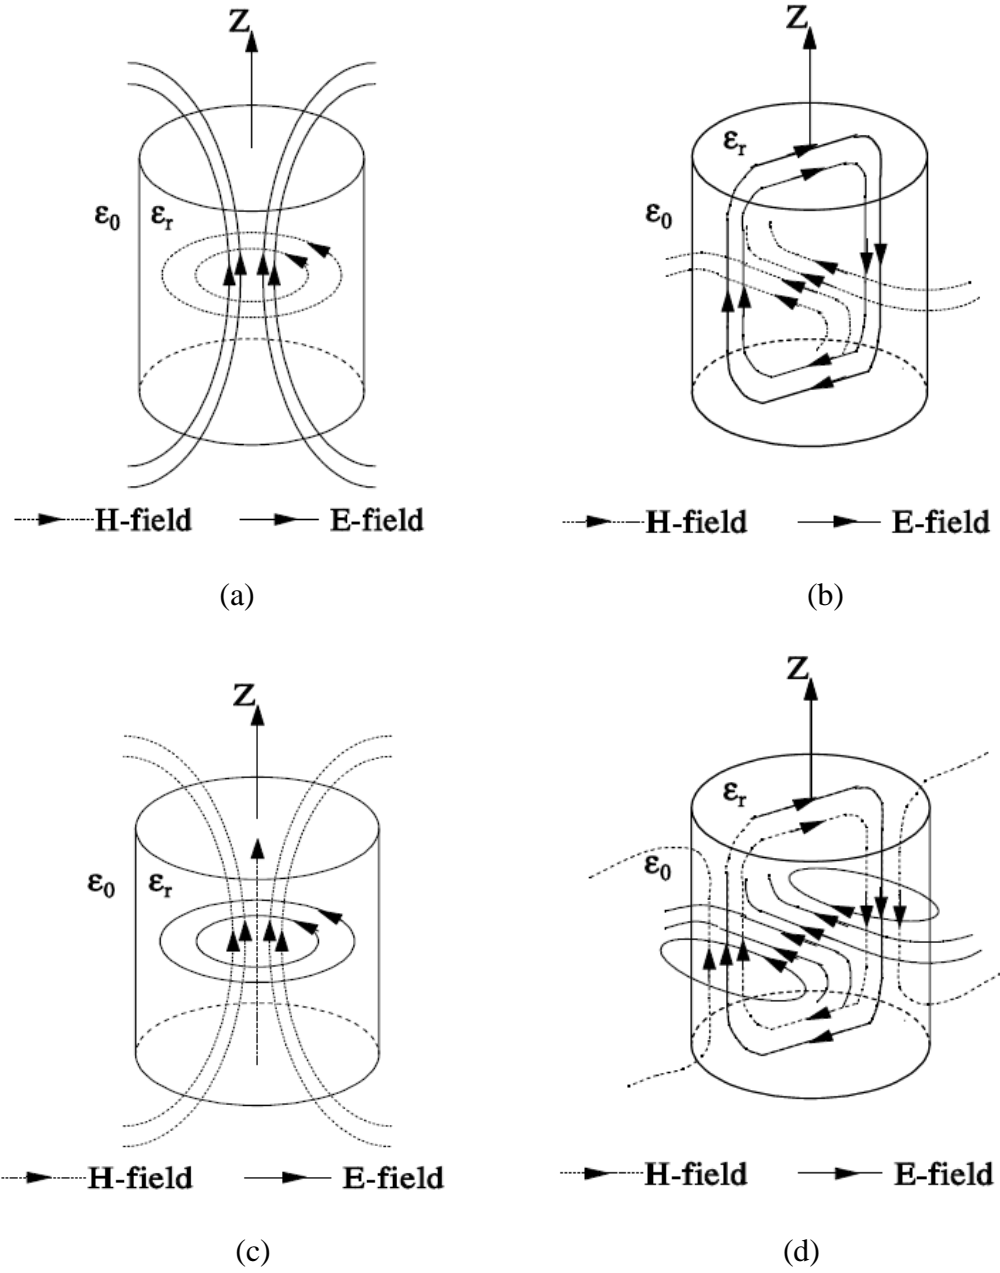 Z
ε0 εr
H-field E-field
(a)
Z
εr
ε0
H-field E-field
(b)
Z
ε0 εr
H-field E-field
(c)
Z
εr
ε0
H-field E-field
(d)